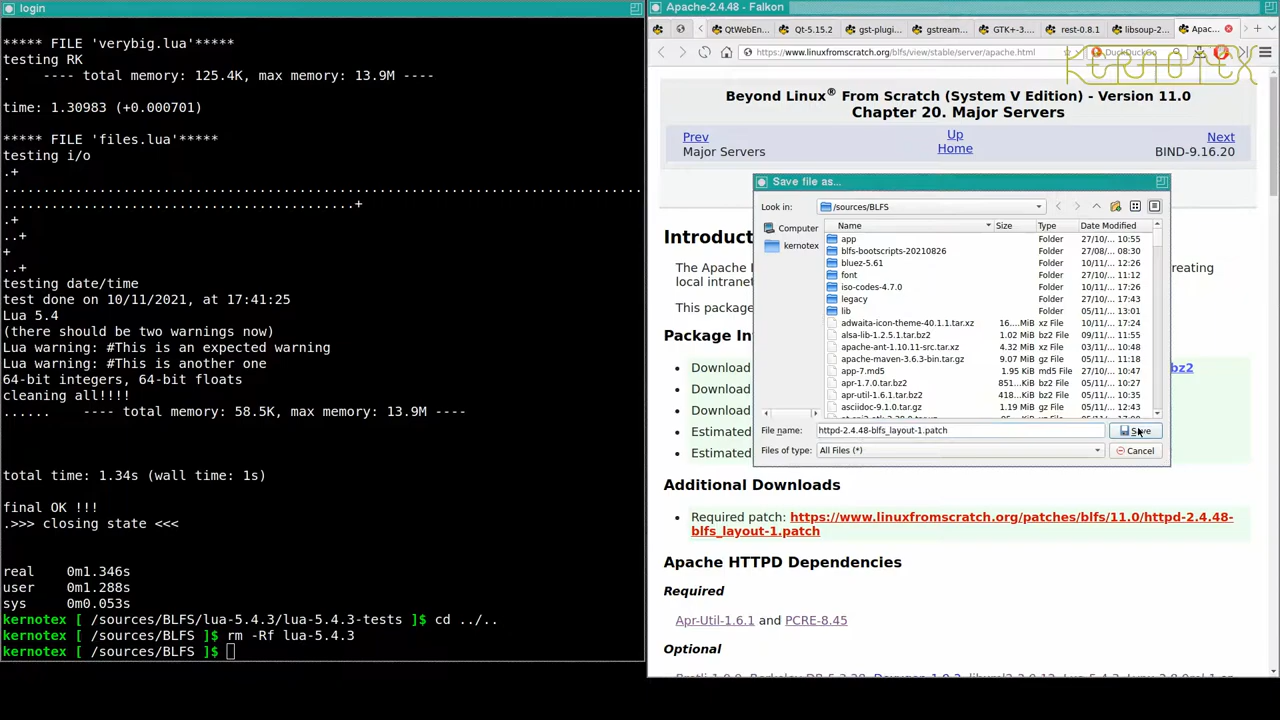 login
***** FILE 'verybig.lua'*****
testing RK
.    ---- total memory: 125.4K, max memory: 13.9M ----
time: 1.30983 (+0.000701)
***** FILE 'files.lua'*****
testing i/o
.+
................................................................................
............................................+
.+
..+
+
..+
testing date/time
test done on 10/11/2021, at 17:41:25
Lua 5.4
(there should be two warnings now)
Lua warning: #This is an expected warning
Lua warning: #This is another one
64-bit integers, 64-bit floats
cleaning all!!!!
......    ---- total memory: 58.5K, max memory: 13.9M ----
total time: 1.34s (wall time: 1s)
final OK !!!
.>>> closing state <<<
real    0m1.346s
user    0m1.288s
sys     0m0.053s
kernotex [ /sources/BLFS/lua-5.4.3/lua-5.4.3-tests ]$ cd ../..
kernotex [ /sources/BLFS ]$ rm -Rf lua-5.4.3
kernotex [ /sources/BLFS ]$
Apache-2.4.48 - Falkon
QtWebEn... Qt-5.15.2 gst-plugi... gstream... GTK+-3.... rest-0.8.1 libsoup-2... Apac...
https://www.linuxfromscratch.org/blfs/view/stable/server/apache.html DuckDuckGo
KERNOTEX
Beyond Linux® From Scratch (System V Edition) - Version 11.0
Chapter 20. Major Servers
Prev Up Next
Major Servers Home BIND-9.16.20
Save file as...
Look in: /sources/BLFS
Computer
kernotex
Name Size Type Date Modified
app Folder 27/10/... 10:55
blfs-bootscripts-20210826 Folder 27/08/... 08:30
bluez-5.61 Folder 10/11/... 12:26
font Folder 27/10/... 11:12
iso-codes-4.7.0 Folder 10/11/... 17:26
legacy Folder 27/10/... 17:43
lib Folder 05/11/... 13:01
adwaita-icon-theme-40.1.1.tar.xz 16....MiB xz File 10/11/... 17:24
alsa-lib-1.2.5.1.tar.bz2 1.02 MiB bz2 File 09/11/... 11:55
apache-ant-1.10.11-src.tar.xz 4.32 MiB xz File 03/11/... 10:48
apache-maven-3.6.3-bin.tar.gz 9.07 MiB gz File 05/11/... 11:18
app-7.md5 1.95 KiB md5 File 27/10/... 10:47
apr-1.7.0.tar.bz2 851...KiB bz2 File 05/11/... 10:27
apr-util-1.6.1.tar.bz2 418...KiB bz2 File 05/11/... 10:35
asciidoc-9.1.0.tar.gz 1.19 MiB gz File 05/11/... 12:43
File name: httpd-2.4.48-blfs_layout-1.patch Save
Files of type: All Files (*) Cancel
Introduc
The Apache
creating
local intranet
This package
Package In
Download bz2
Download
Download
Estimated
Estimated
Additional Downloads
• Required patch: https://www.linuxfromscratch.org/patches/blfs/11.0/httpd-2.4.48-
blfs_layout-1.patch
Apache HTTPD Dependencies
Required
Apr-Util-1.6.1 and PCRE-8.45
Optional